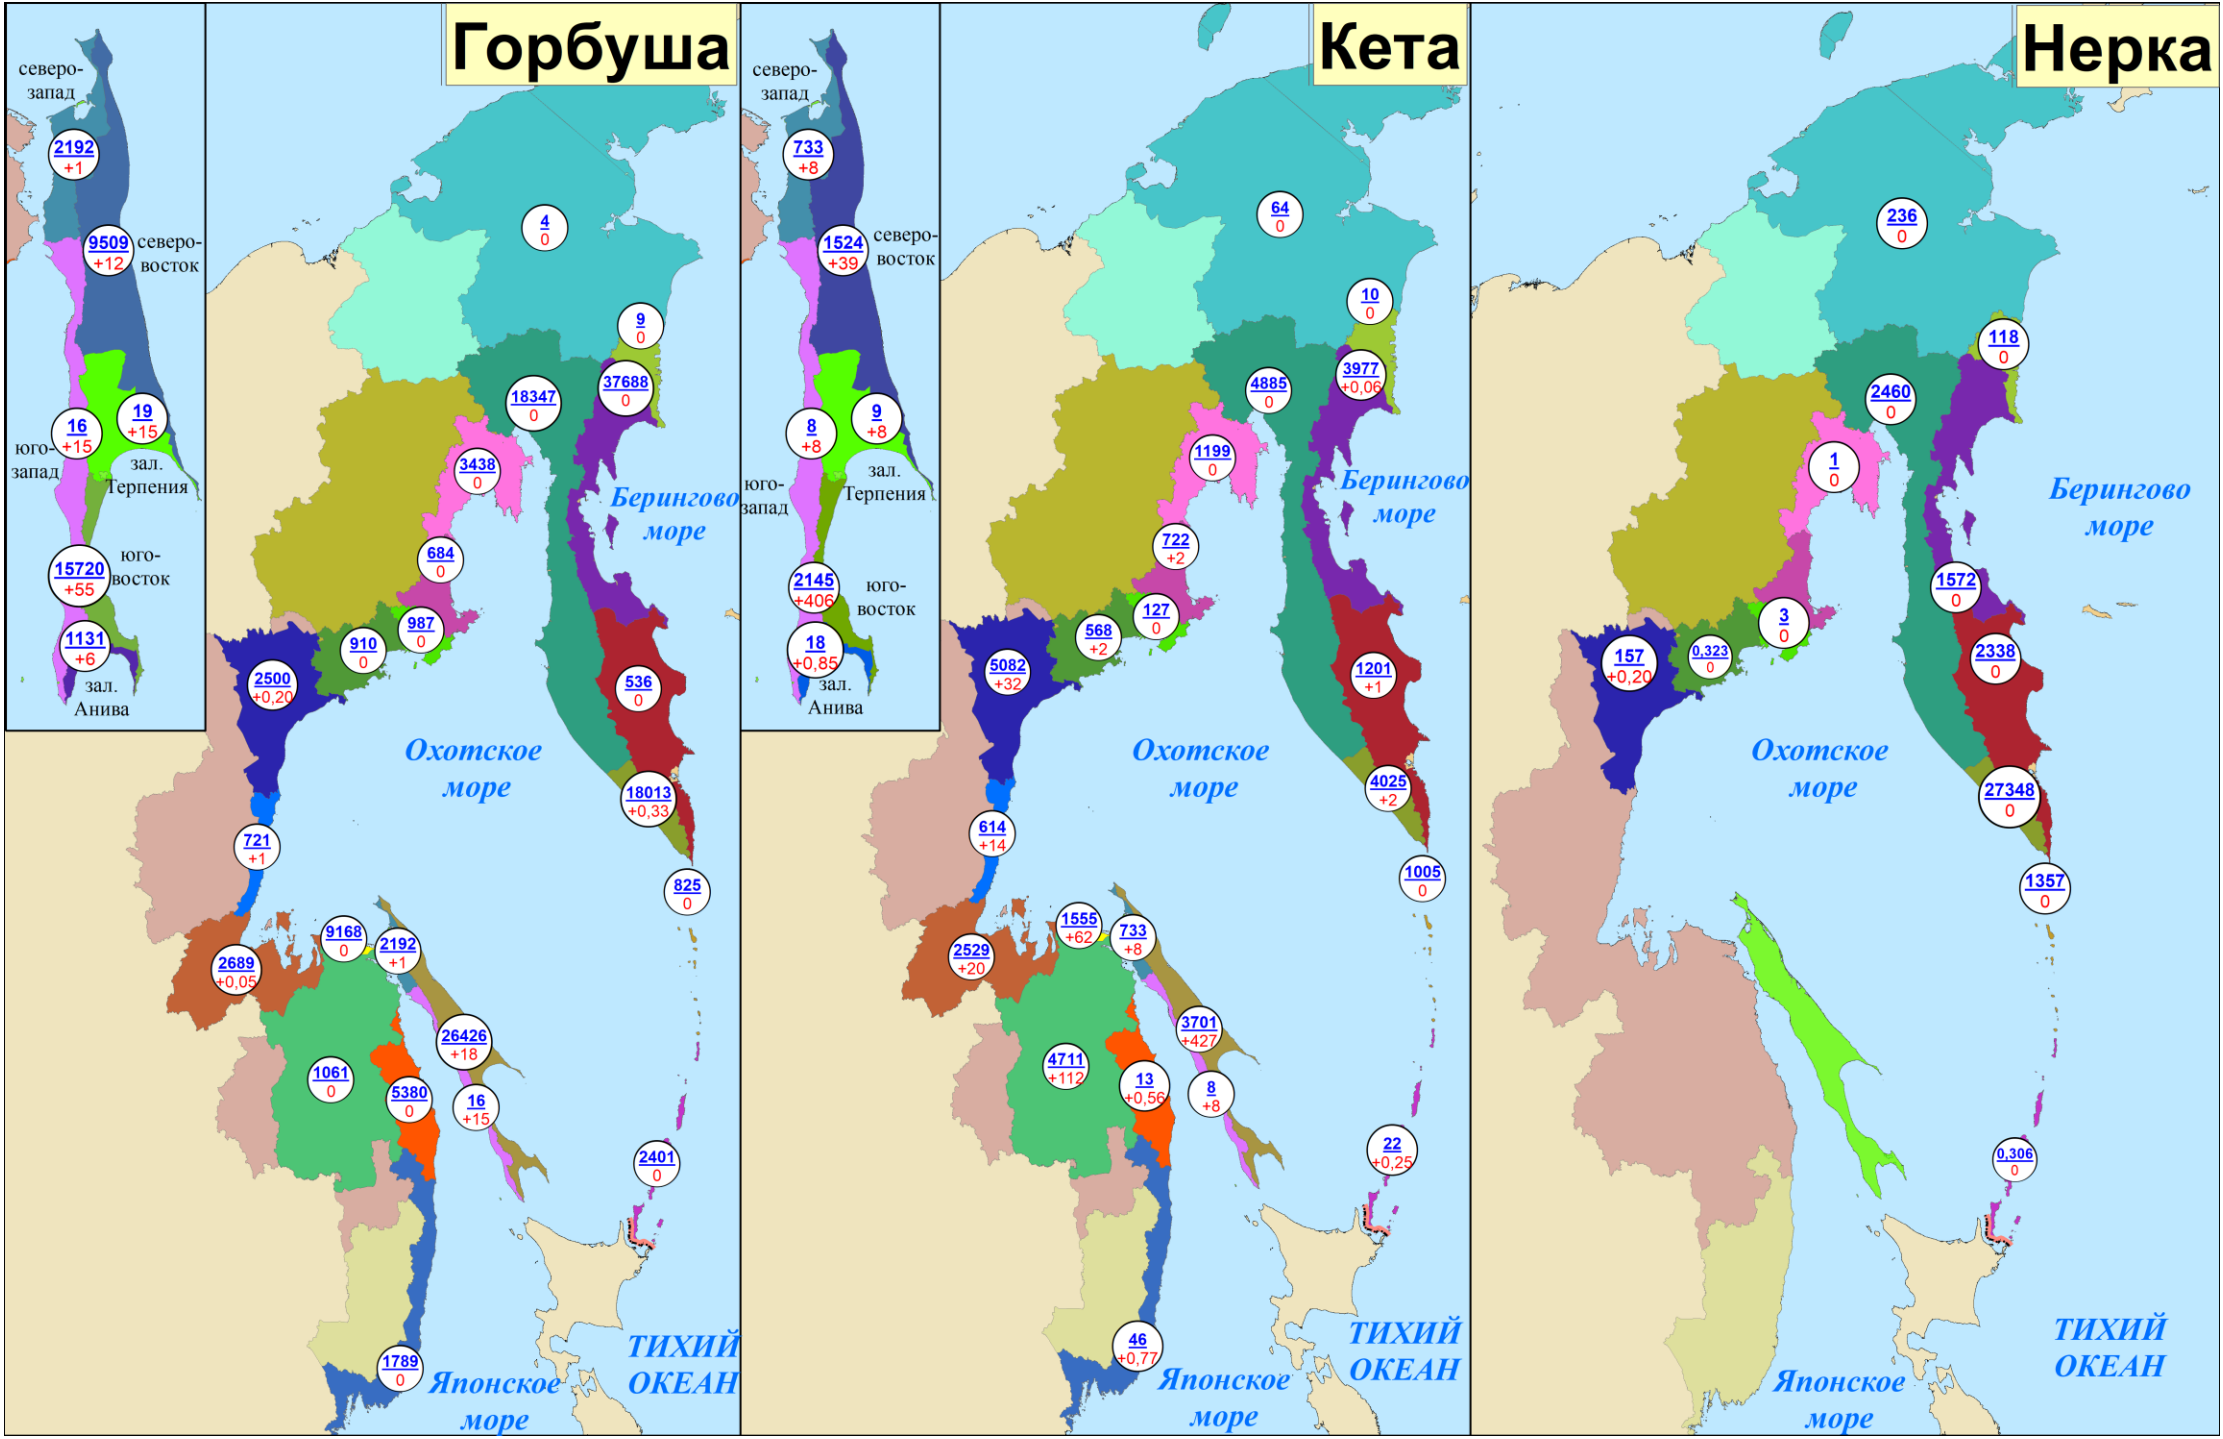 Горбуша
северо-
запад
2192
+1
9509
+12
северо-
восток
16
+15
19
+15
юго-
запад
зал.
Терпения
15720
+55
юго-
восток
1131
+6
зал.
Анива
4
0
9
0
37688
0
18347
0
3438
0
Берингово
море
684
0
987
0
910
0
2500
+0,20
536
0
Охотское
море
18013
+0,33
721
+1
825
0
9168
0
2192
+1
2689
+0,05
26426
+18
1061
0
5380
0
16
+15
2401
0
1789
0
ТИХИЙ
ОКЕАН
Японское
море
Кета
северо-
запад
733
+8
1524
+39
северо-
восток
8
+8
9
+8
зал.
Терпения
юго-
запад
2145
+406
юго-
восток
18
+0,85
зал.
Анива
64
0
10
0
3977
+0,06
4885
0
1199
0
Берингово
море
722
+2
127
0
568
+2
5082
+32
1201
+1
Охотское
море
4025
+2
614
+14
1005
0
1555
+62
733
+8
2529
+20
3701
+427
4711
+112
13
+0,56
8
+8
22
+0,25
46
+0,77
ТИХИЙ
ОКЕАН
Японское
море
Нерка
236
0
118
0
2460
0
1
0
Берингово
море
1572
0
3
0
0,323
0
157
+0,20
2338
0
Охотское
море
27348
0
1357
0
0,306
0
ТИХИЙ
ОКЕАН
Японское
море